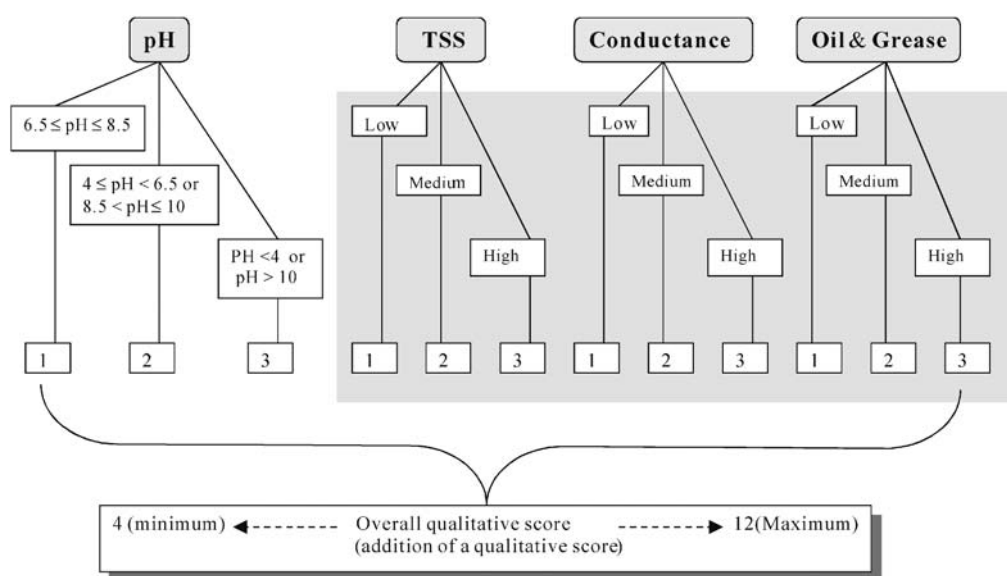 pH
TSS
Conductance
Oil & Grease
6.5 ≤ pH ≤ 8.5
Low
Low
Low
4 ≤ pH < 6.5 or
8.5 < pH ≤ 10
Medium
Medium
Medium
PH <4 or
pH > 10
High
High
High
1 2 3 1 2 3 1 2 3 1 2 3
4 (minimum) Overall qualitative score 12(Maximum)
(addition of a qualitative score)